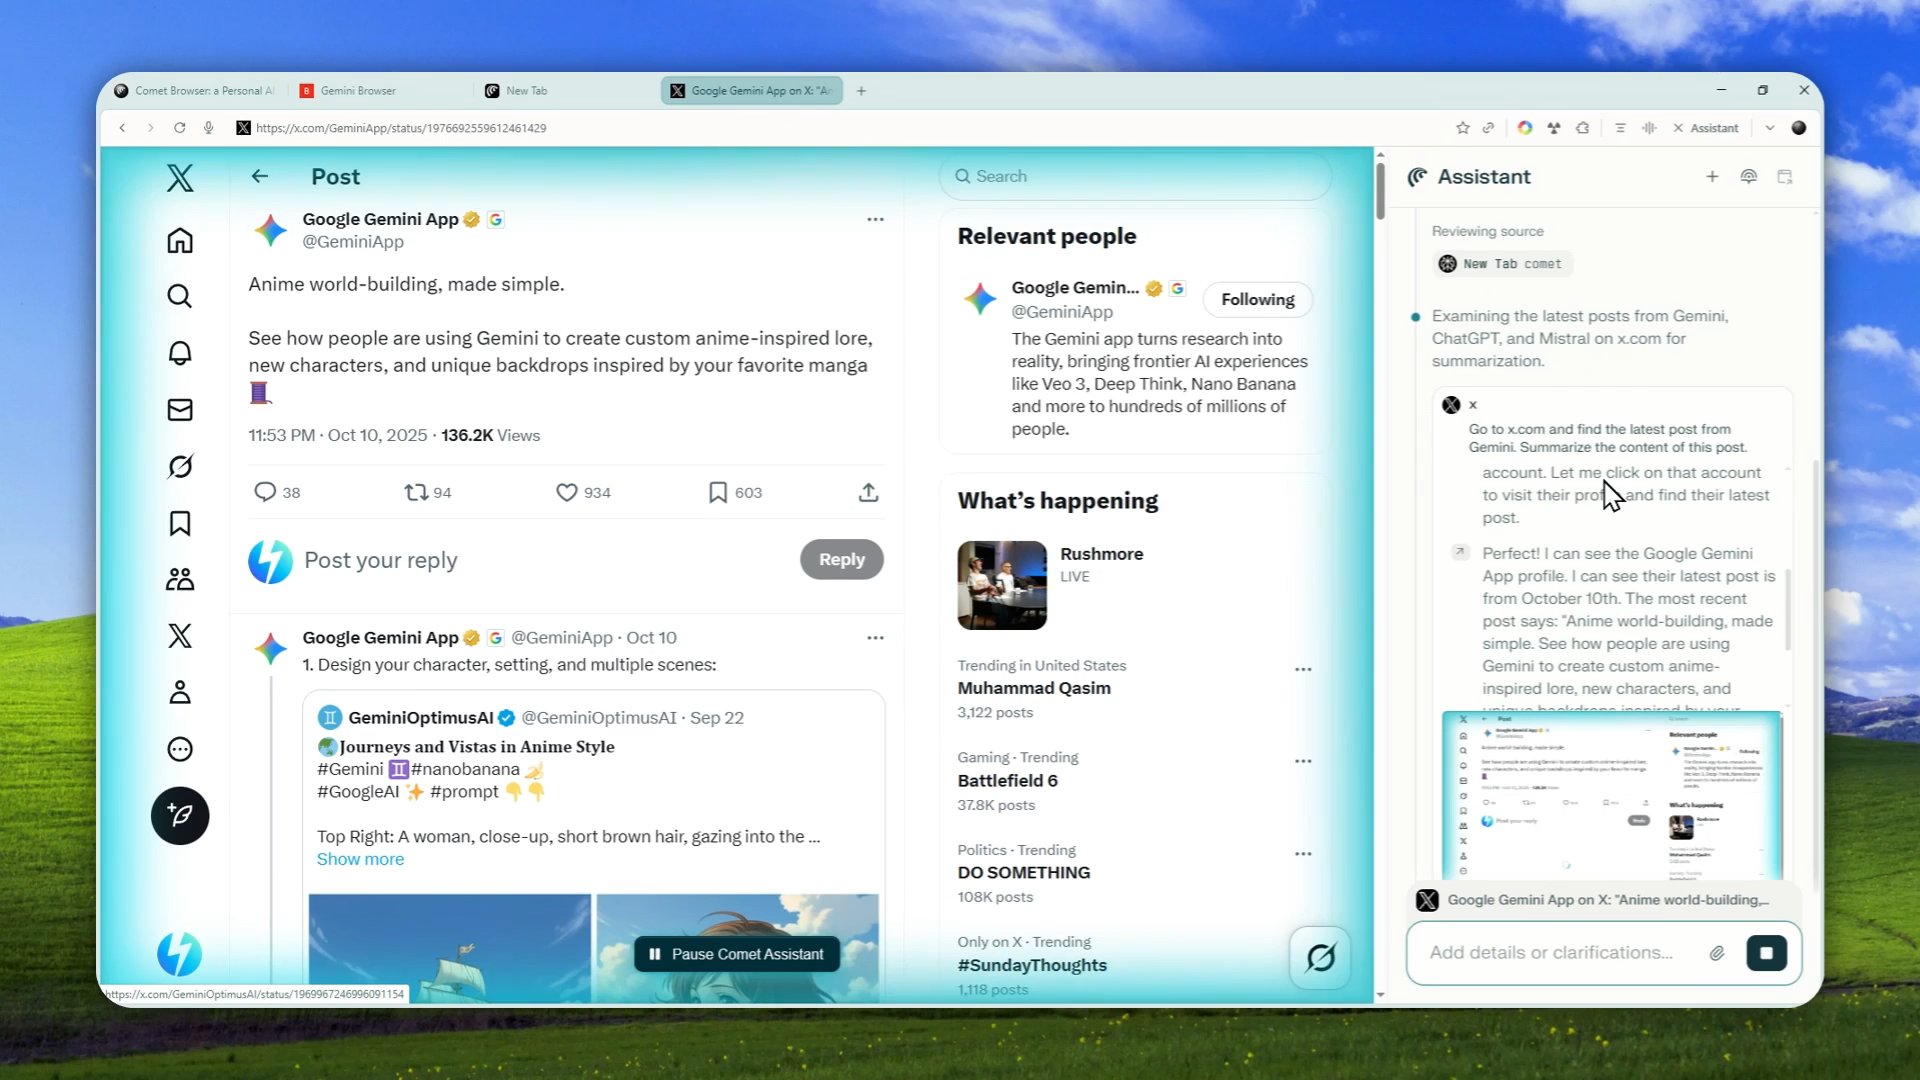 Comet Browser: a Personal AI
Gemini Browser
New Tab
Google Gemini App on X: "An
https://x.com/GeminiApp/status/1976692559612461429
Assistant
Post
Google Gemini App
@GeminiApp
Anime world-building, made simple.
See how people are using Gemini to create custom anime-inspired lore,
new characters, and unique backdrops inspired by your favorite manga
11:53 PM · Oct 10, 2025 · 136.2K Views
38
94
934
603
Post your reply
Reply
Google Gemini App @GeminiApp · Oct 10
1. Design your character, setting, and multiple scenes:
GeminiOptimusAI @GeminiOptimusAI · Sep 22
🌏Journeys and Vistas in Anime Style
#Gemini ♊#nanobanana 🍌
#GoogleAI ✨ #prompt 👇👇
Top Right: A woman, close-up, short brown hair, gazing into the ...
Show more
Pause Comet Assistant
https://x.com/GeminiOptimusAI/status/1969967246996091154
Search
Relevant people
Google Gemin...
@GeminiApp
Following
The Gemini app turns research into
reality, bringing frontier AI experiences
like Veo 3, Deep Think, Nano Banana
and more to hundreds of millions of
people.
What's happening
Rushmore
LIVE
Trending in United States
Muhammad Qasim
3,122 posts
Gaming · Trending
Battlefield 6
37.8K posts
Politics · Trending
DO SOMETHING
108K posts
Only on X · Trending
#SundayThoughts
1,118 posts
Assistant
Reviewing source
New Tab comet
Examining the latest posts from Gemini,
ChatGPT, and Mistral on x.com for
summarization.
x
Go to x.com and find the latest post from
Gemini. Summarize the content of this post.
account. Let me click on that account
to visit their and find their latest
post.
Perfect! I can see the Google Gemini
App profile. I can see their latest post is
from October 10th. The most recent
post says: "Anime world-building, made
simple. See how people are using
Gemini to create custom anime-
inspired lore, new characters, and
unique backdrops inspired by your
Post
Relevant people
What's happening
Google Gemini App on X: "Anime world-building,...
Add details or clarifications...